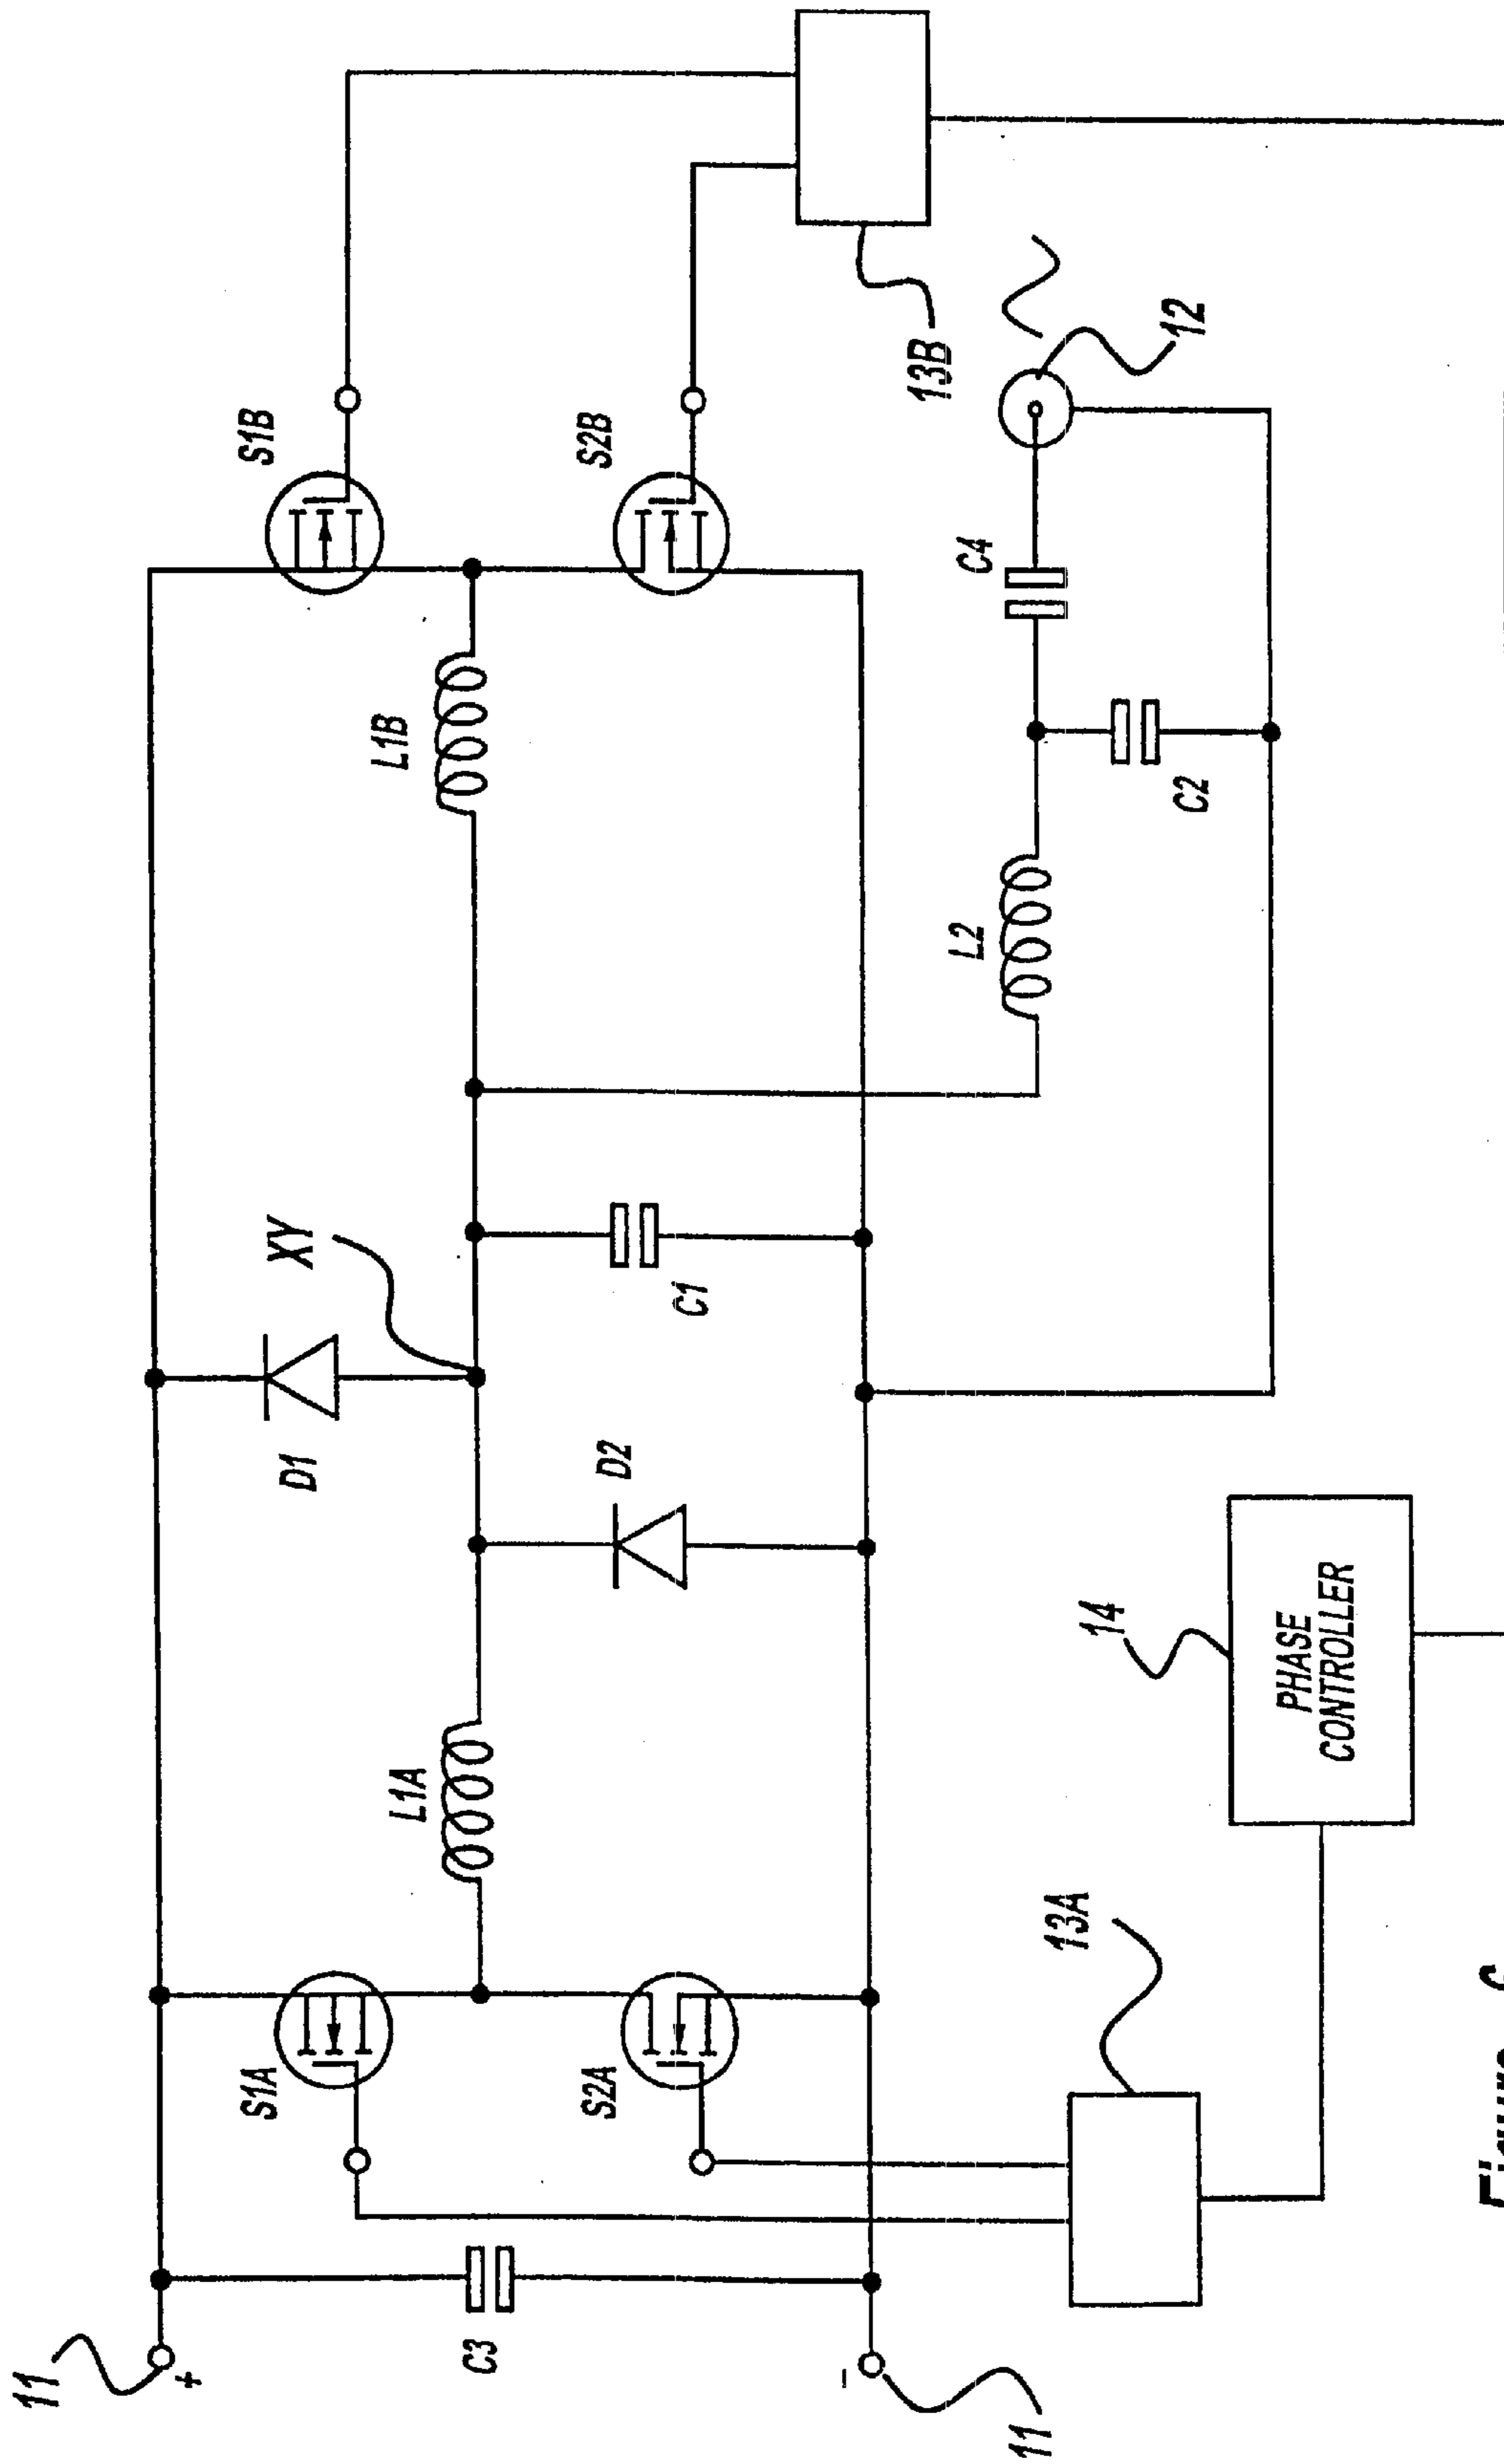 11
+
S1A
S1B
D1
XY
L1A
L1B
C3
S2A
D2
S2B
C1
11
−
13A
14
PHASE
CONTROLLER
L2
C4
C2
13B
12
Figure